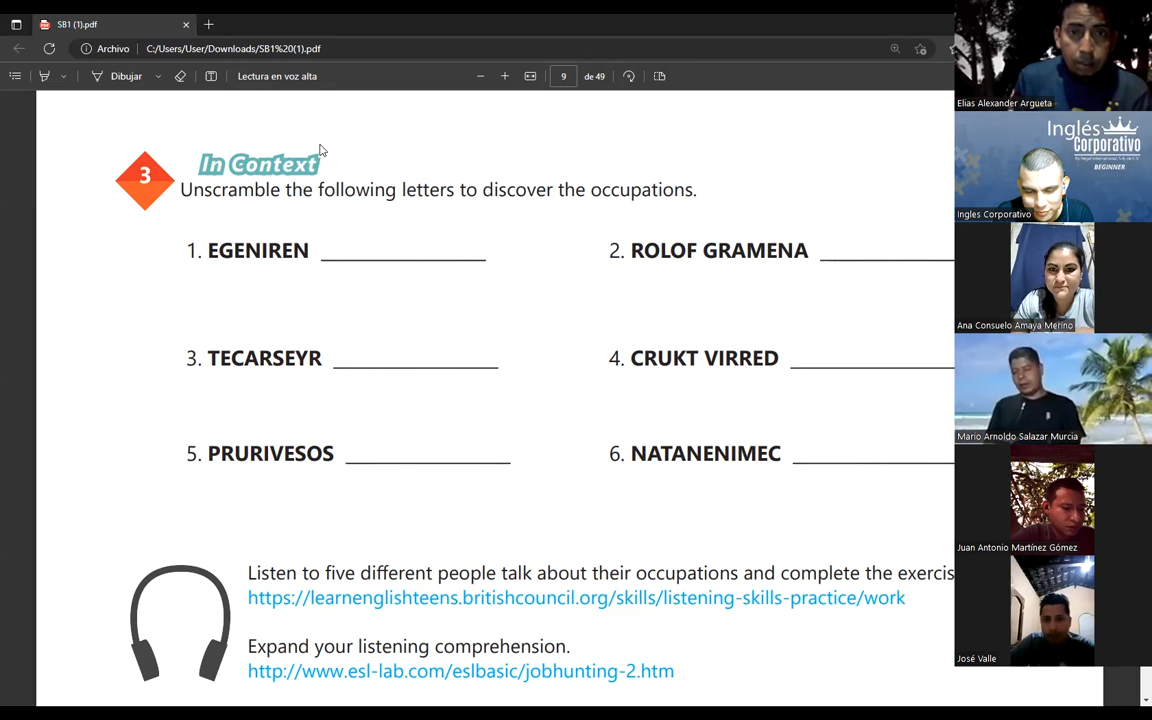 SB1 (1).pdf
Archivo
C:/Users/User/Downloads/SB1%20(1).pdf
Dibujar
Lectura en voz alta
9
de 49
3
In Context
Unscramble the following letters to discover the occupations.
1. EGENIREN
2. ROLOF GRAMENA
3. TECARSEYR
4. CRUKT VIRRED
5. PRURIVESOS
6. NATANENIMEC
Listen to five different people talk about their occupations and complete the exercis
https://learnenglishteens.britishcouncil.org/skills/listening-skills-practice/work
Expand your listening comprehension.
http://www.esl-lab.com/eslbasic/jobhunting-2.htm
Elias Alexander Argueta
Inglés
Corporativo
BEGINNER
Ingles Corporativo
Ana Consuelo Amaya Merino
Mario Arnoldo Salazar Murcia
Juan Antonio Martínez Gómez
José Valle